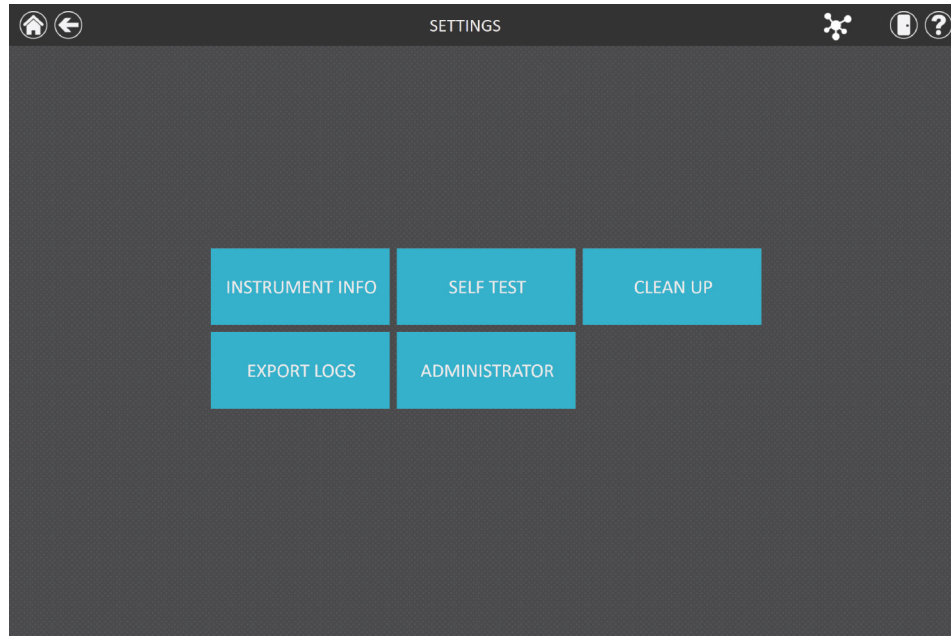 SETTINGS
INSTRUMENT INFO
SELF TEST
CLEAN UP
EXPORT LOGS
ADMINISTRATOR
?